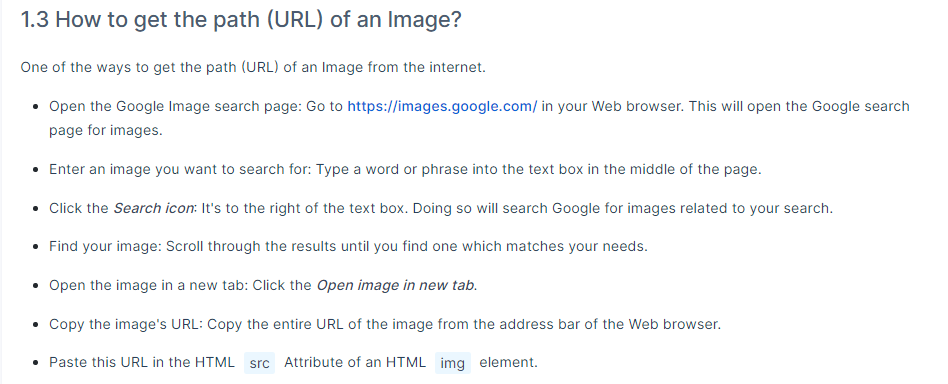 1.3 How to get the path (URL) of an Image?
One of the ways to get the path (URL) of an Image from the internet.
• Open the Google Image search page: Go to https://images.google.com/ in your Web browser. This will open the Google search
page for images.
• Enter an image you want to search for: Type a word or phrase into the text box in the middle of the page.
• Click the Search icon: It's to the right of the text box. Doing so will search Google for images related to your search.
• Find your image: Scroll through the results until you find one which matches your needs.
• Open the image in a new tab: Click the Open image in new tab.
• Copy the image's URL: Copy the entire URL of the image from the address bar of the Web browser.
• Paste this URL in the HTML src Attribute of an HTML img element.